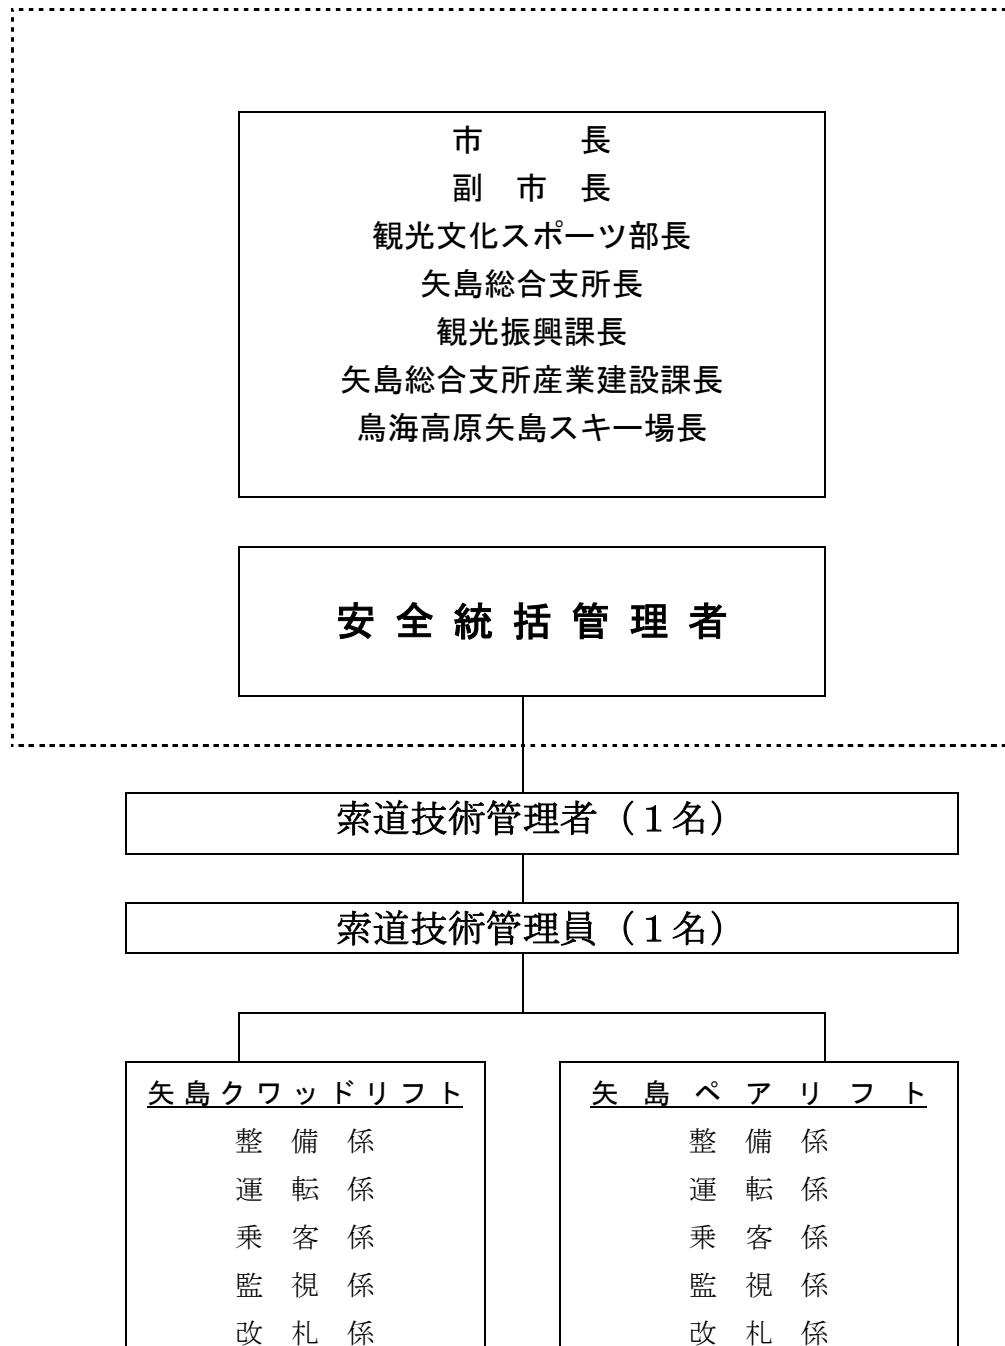 市　　　長
副　市　長
観光文化スポーツ部長
矢島総合支所長
観光振興課長
矢島総合支所産業建設課長
鳥海高原矢島スキー場長
安全統括管理者
索道技術管理者（１名）
索道技術管理員（１名）
矢島クワッドリフト
整　備　係
運　転　係
乗　客　係
監　視　係
改　札　係
矢島ペアリフト
整　備　係
運　転　係
乗　客　係
監　視　係
改　札　係